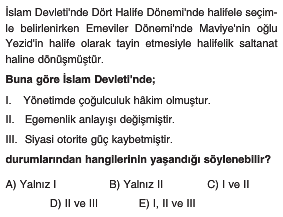 İslam Devleti'nde Dört Halife Dönemi'nde halifele seçim-
le belirlenirken Emeviler Dönemi'nde Maviye'nin oğlu
Yezid'in halife olarak tayin etmesiyle halifelik saltanat
haline dönüşmüştür.
Buna göre İslam Devleti'nde;
I. Yönetimde çoğulculuk hâkim olmuştur.
II. Egemenlik anlayışı değişmiştir.
III. Siyasi otorite güç kaybetmiştir.
durumlarından hangilerinin yaşandığı söylenebilir?
A) Yalnız I B) Yalnız II C) I ve II
D) II ve III E) I, II ve III